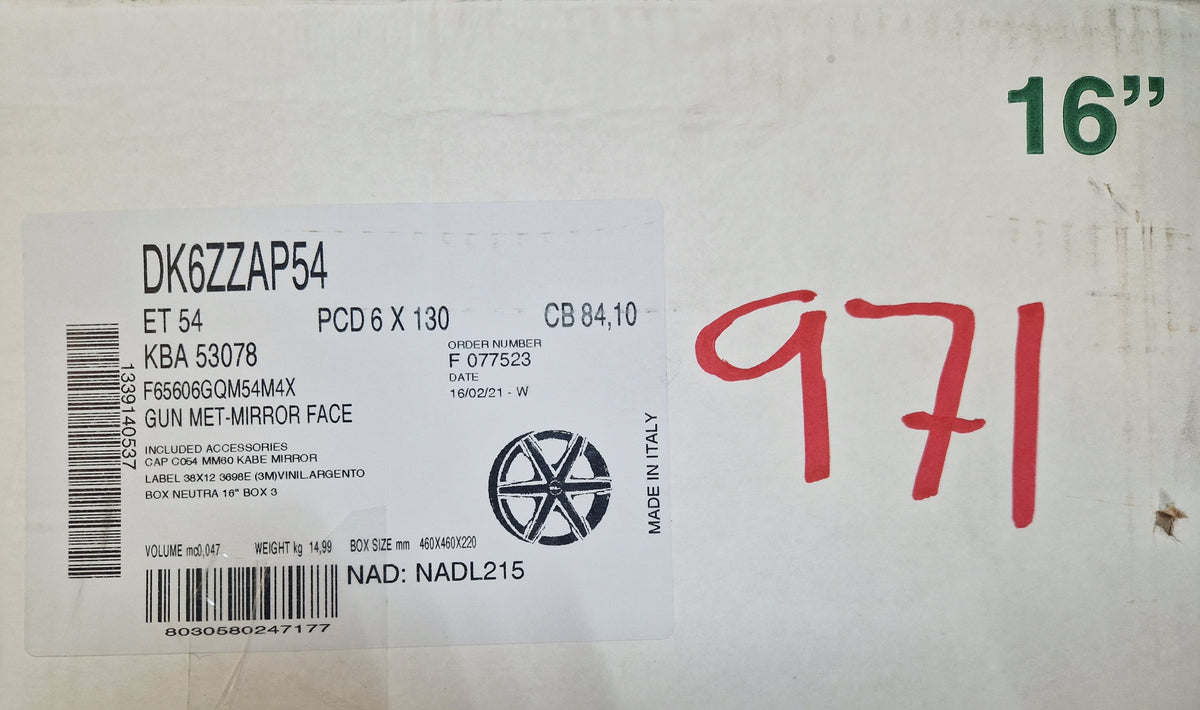 16”
DK6ZZAP54
ET 54 PCD 6 X 130 CB 84,10
KBA 53078
ORDER NUMBER
F 077523
F65606GQM54M4X
DATE
16/02/21 - W
GUN MET-MIRROR FACE
INCLUDED ACCESSORIES
CAP C054 MM60 KABE MIRROR
LABEL 38X12 3698E (3M)VINIL.ARGENTO
BOX NEUTRA 16" BOX 3
1339140537
MADE IN ITALY
VOLUME mc0,047 WEIGHT kg 14,99 BOX SIZE mm 460X460X220
NAD: NADL215
8030580247177
971